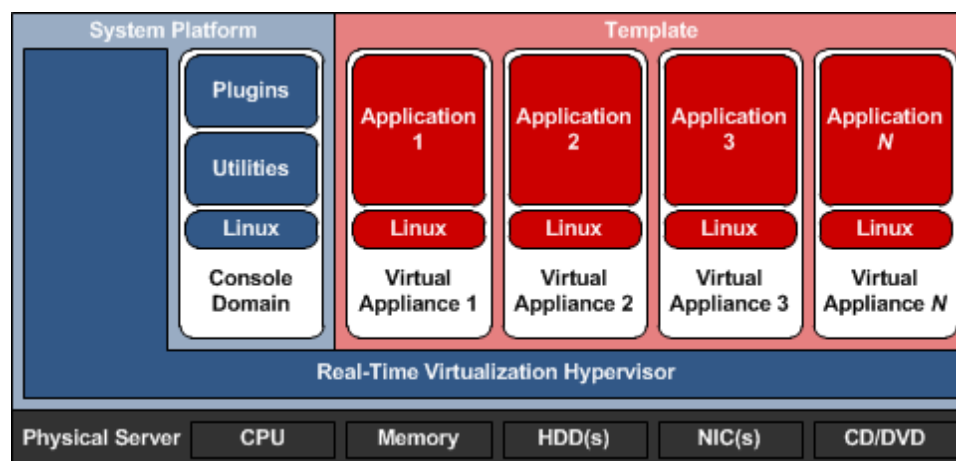 System Platform
Template
Plugins
Utilities
Linux
Console
Domain
Application
1
Linux
Virtual
Appliance 1
Application
2
Linux
Virtual
Appliance 2
Application
3
Linux
Virtual
Appliance 3
Application
N
Linux
Virtual
Appliance N
Real-Time Virtualization Hypervisor
Physical Server
CPU
Memory
HDD(s)
NIC(s)
CD/DVD